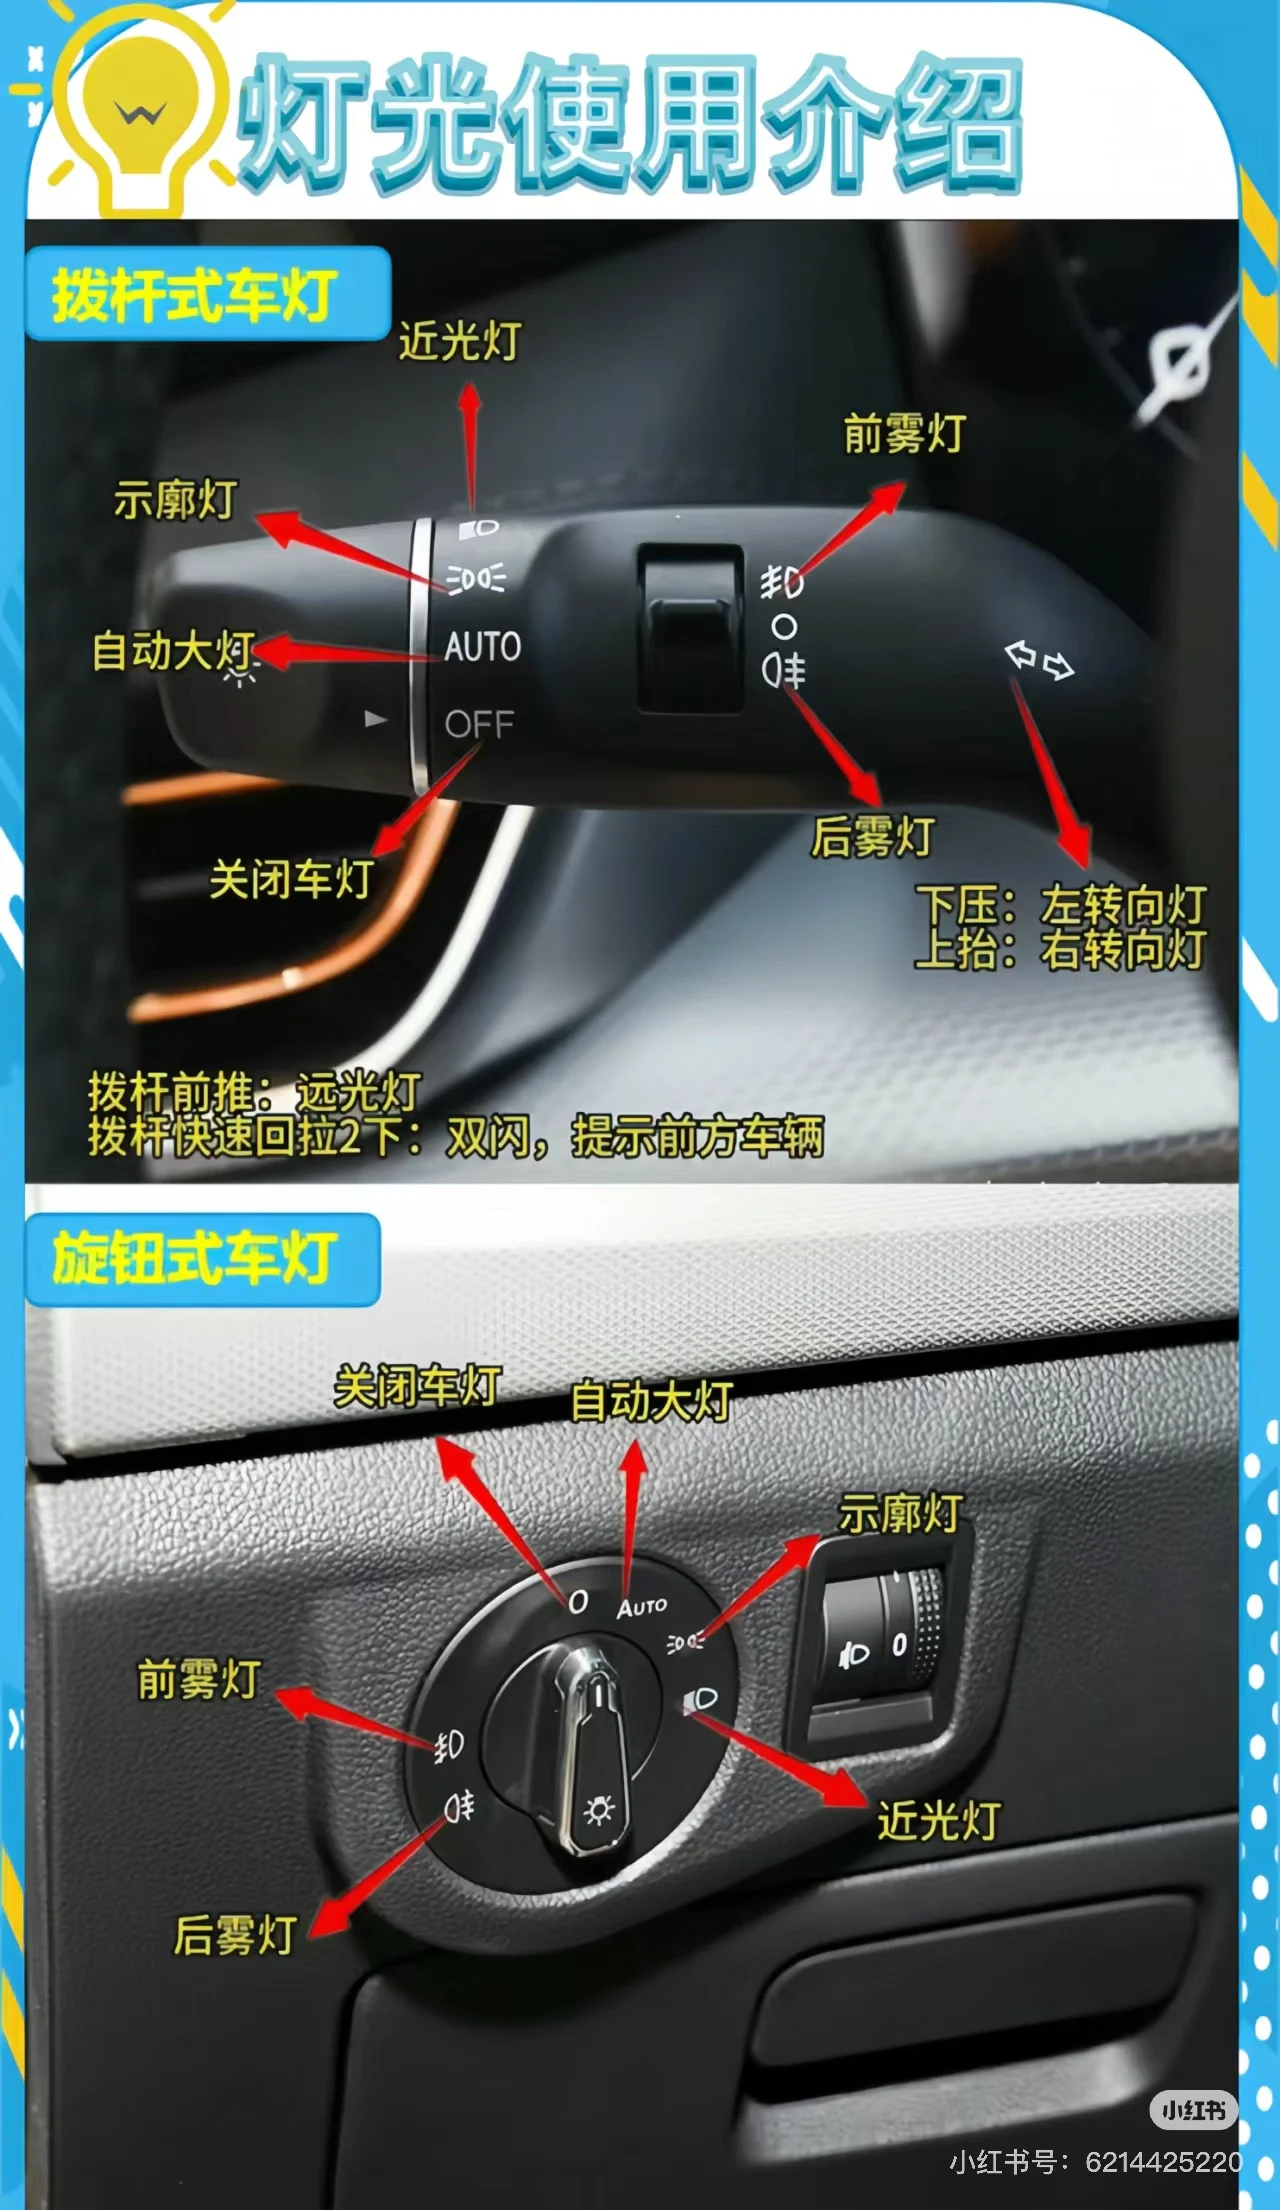 灯光使用介绍
拨杆式车灯
近光灯
前雾灯
示廓灯
自动大灯
AUTO
OFF
关闭车灯
后雾灯
下压：左转向灯
上抬：右转向灯
拨杆前推：远光灯
拨杆快速回拉2下：双闪，提示前方车辆
旋钮式车灯
关闭车灯
自动大灯
示廓灯
O
AUTO
0
前雾灯
近光灯
后雾灯
小红书
小红书号：6214425220